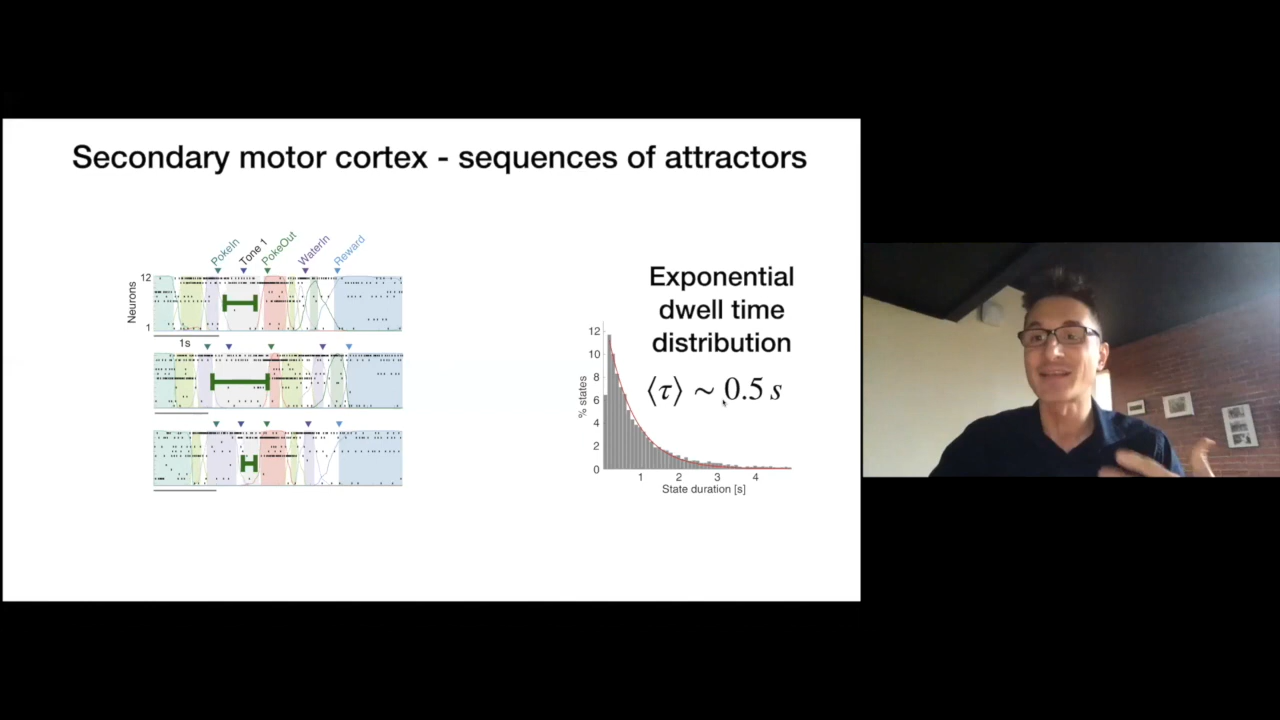 Secondary motor cortex - sequences of attractors
PokeIn
Tone 1
PokeOut
WaterIn
Reward
12
Neurons
1
1s
Exponential
dwell time
distribution
⟨τ⟩ ∼ 0.5 s
12
10
8
6
4
2
0
% states
1 2 3 4
State duration [s]